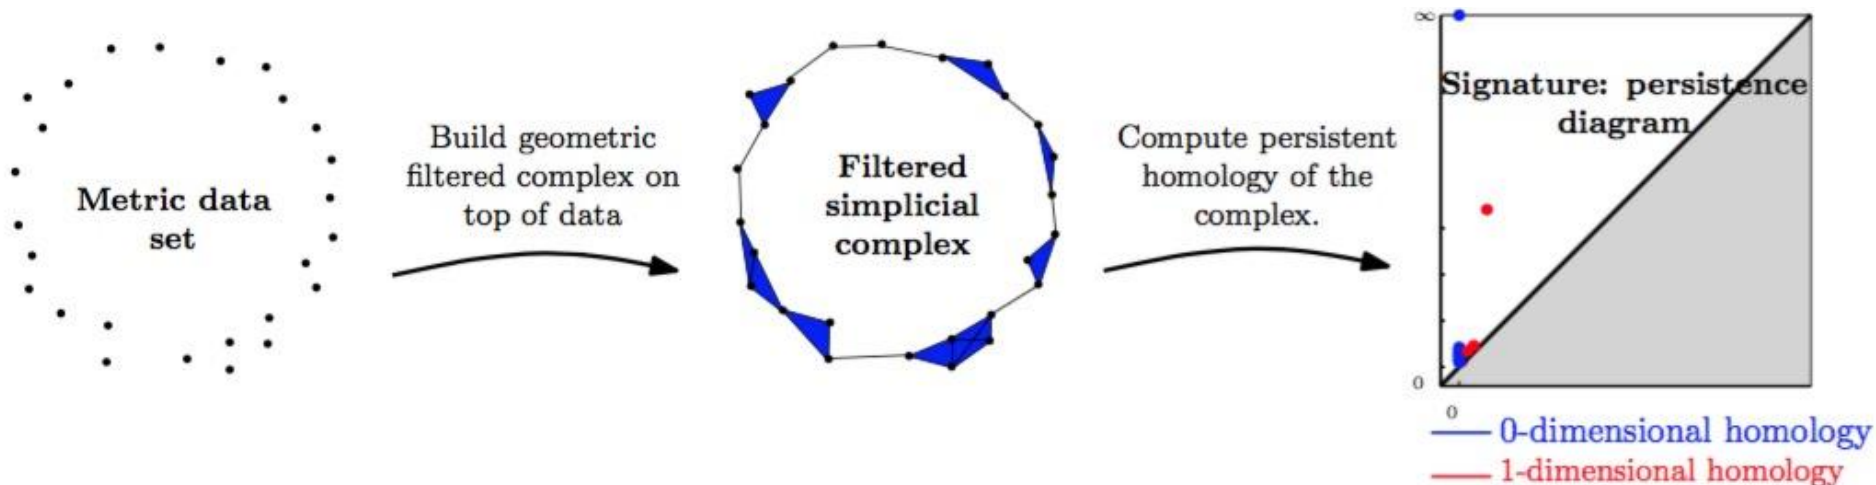 Metric data
set
Build geometric
filtered complex on
top of data
Filtered
simplicial
complex
Compute persistent
homology of the
complex.
∞
Signature: persistence
diagram
0
0
0-dimensional homology
1-dimensional homology